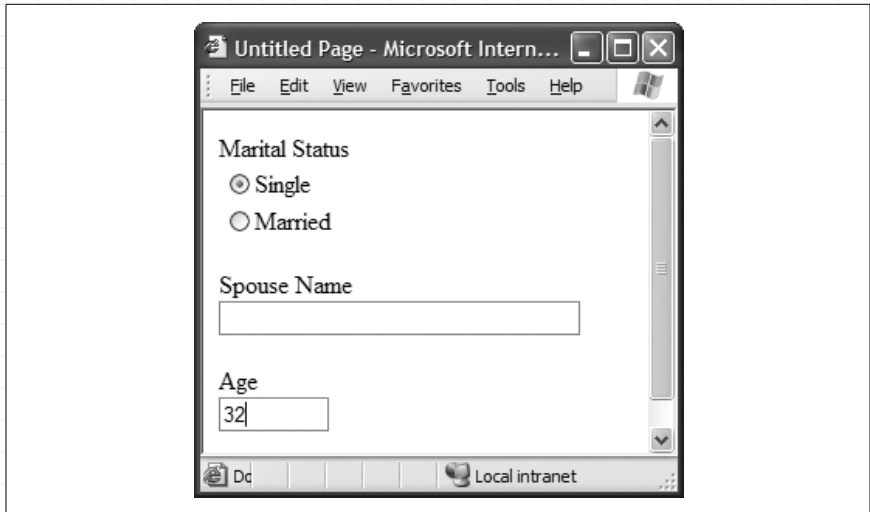 Untitled Page - Microsoft Intern...
File Edit View Favorites Tools Help
Marital Status
Single
Married
Spouse Name
Age
32
Dc Local intranet